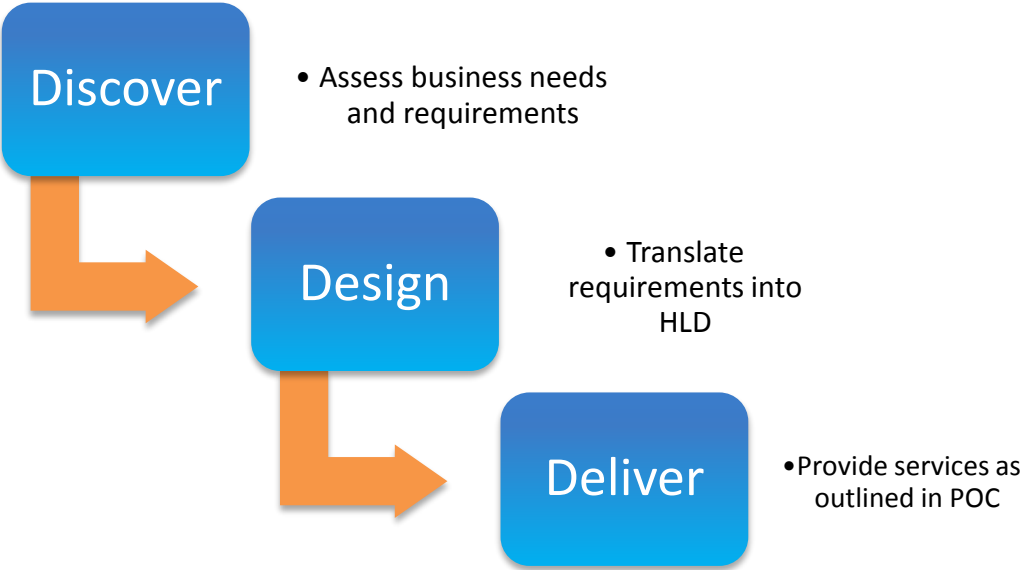 Discover
• Assess business needs
and requirements
Design
• Translate
requirements into
HLD
Deliver
•Provide services as
outlined in POC